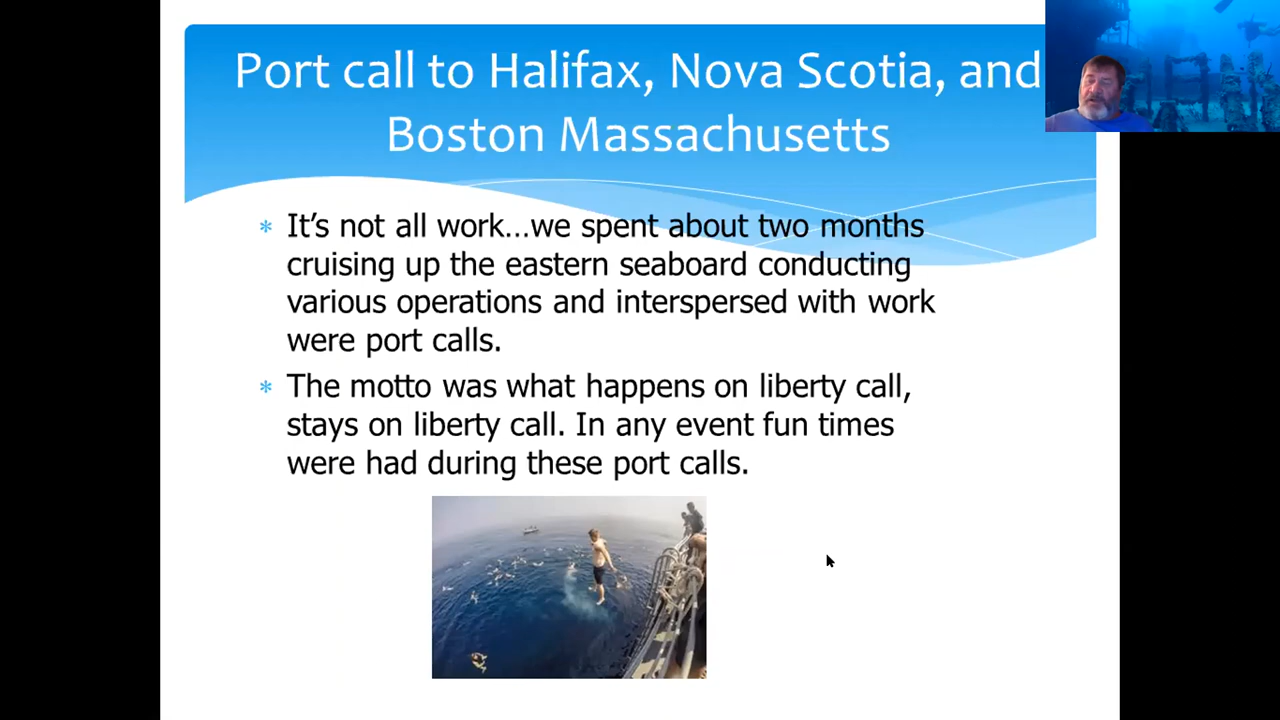 Port call to Halifax, Nova Scotia, and
Boston Massachusetts
* It’s not all work…we spent about two months
cruising up the eastern seaboard conducting
various operations and interspersed with work
were port calls.
* The motto was what happens on liberty call,
stays on liberty call. In any event fun times
were had during these port calls.